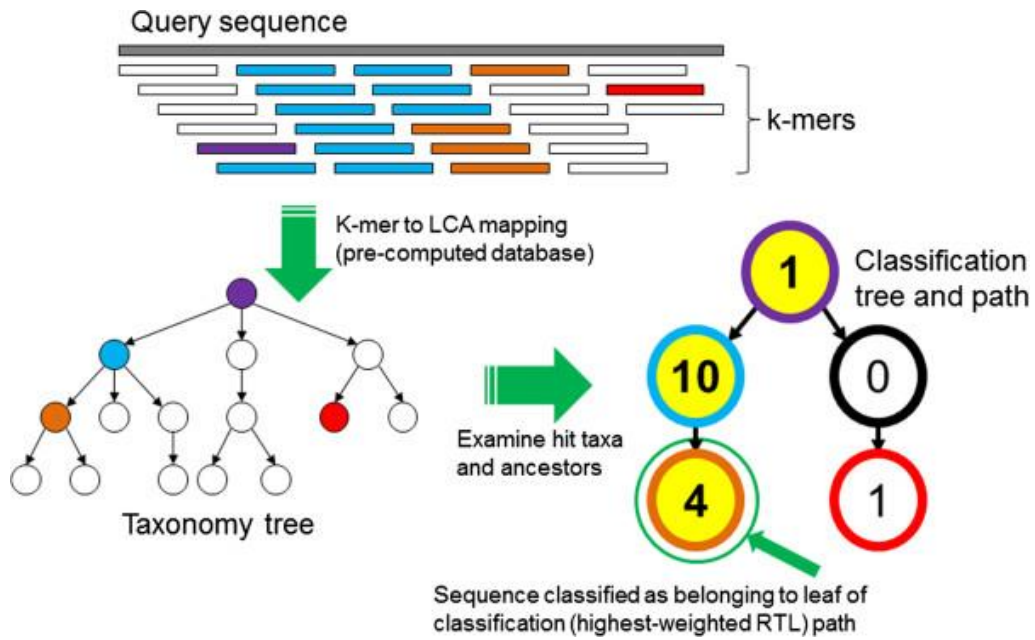 Query sequence
k-mers
K-mer to LCA mapping
(pre-computed database)
1
Classification
tree and path
10
0
Examine hit taxa
and ancestors
4
1
Taxonomy tree
Sequence classified as belonging to leaf of
classification (highest-weighted RTL) path